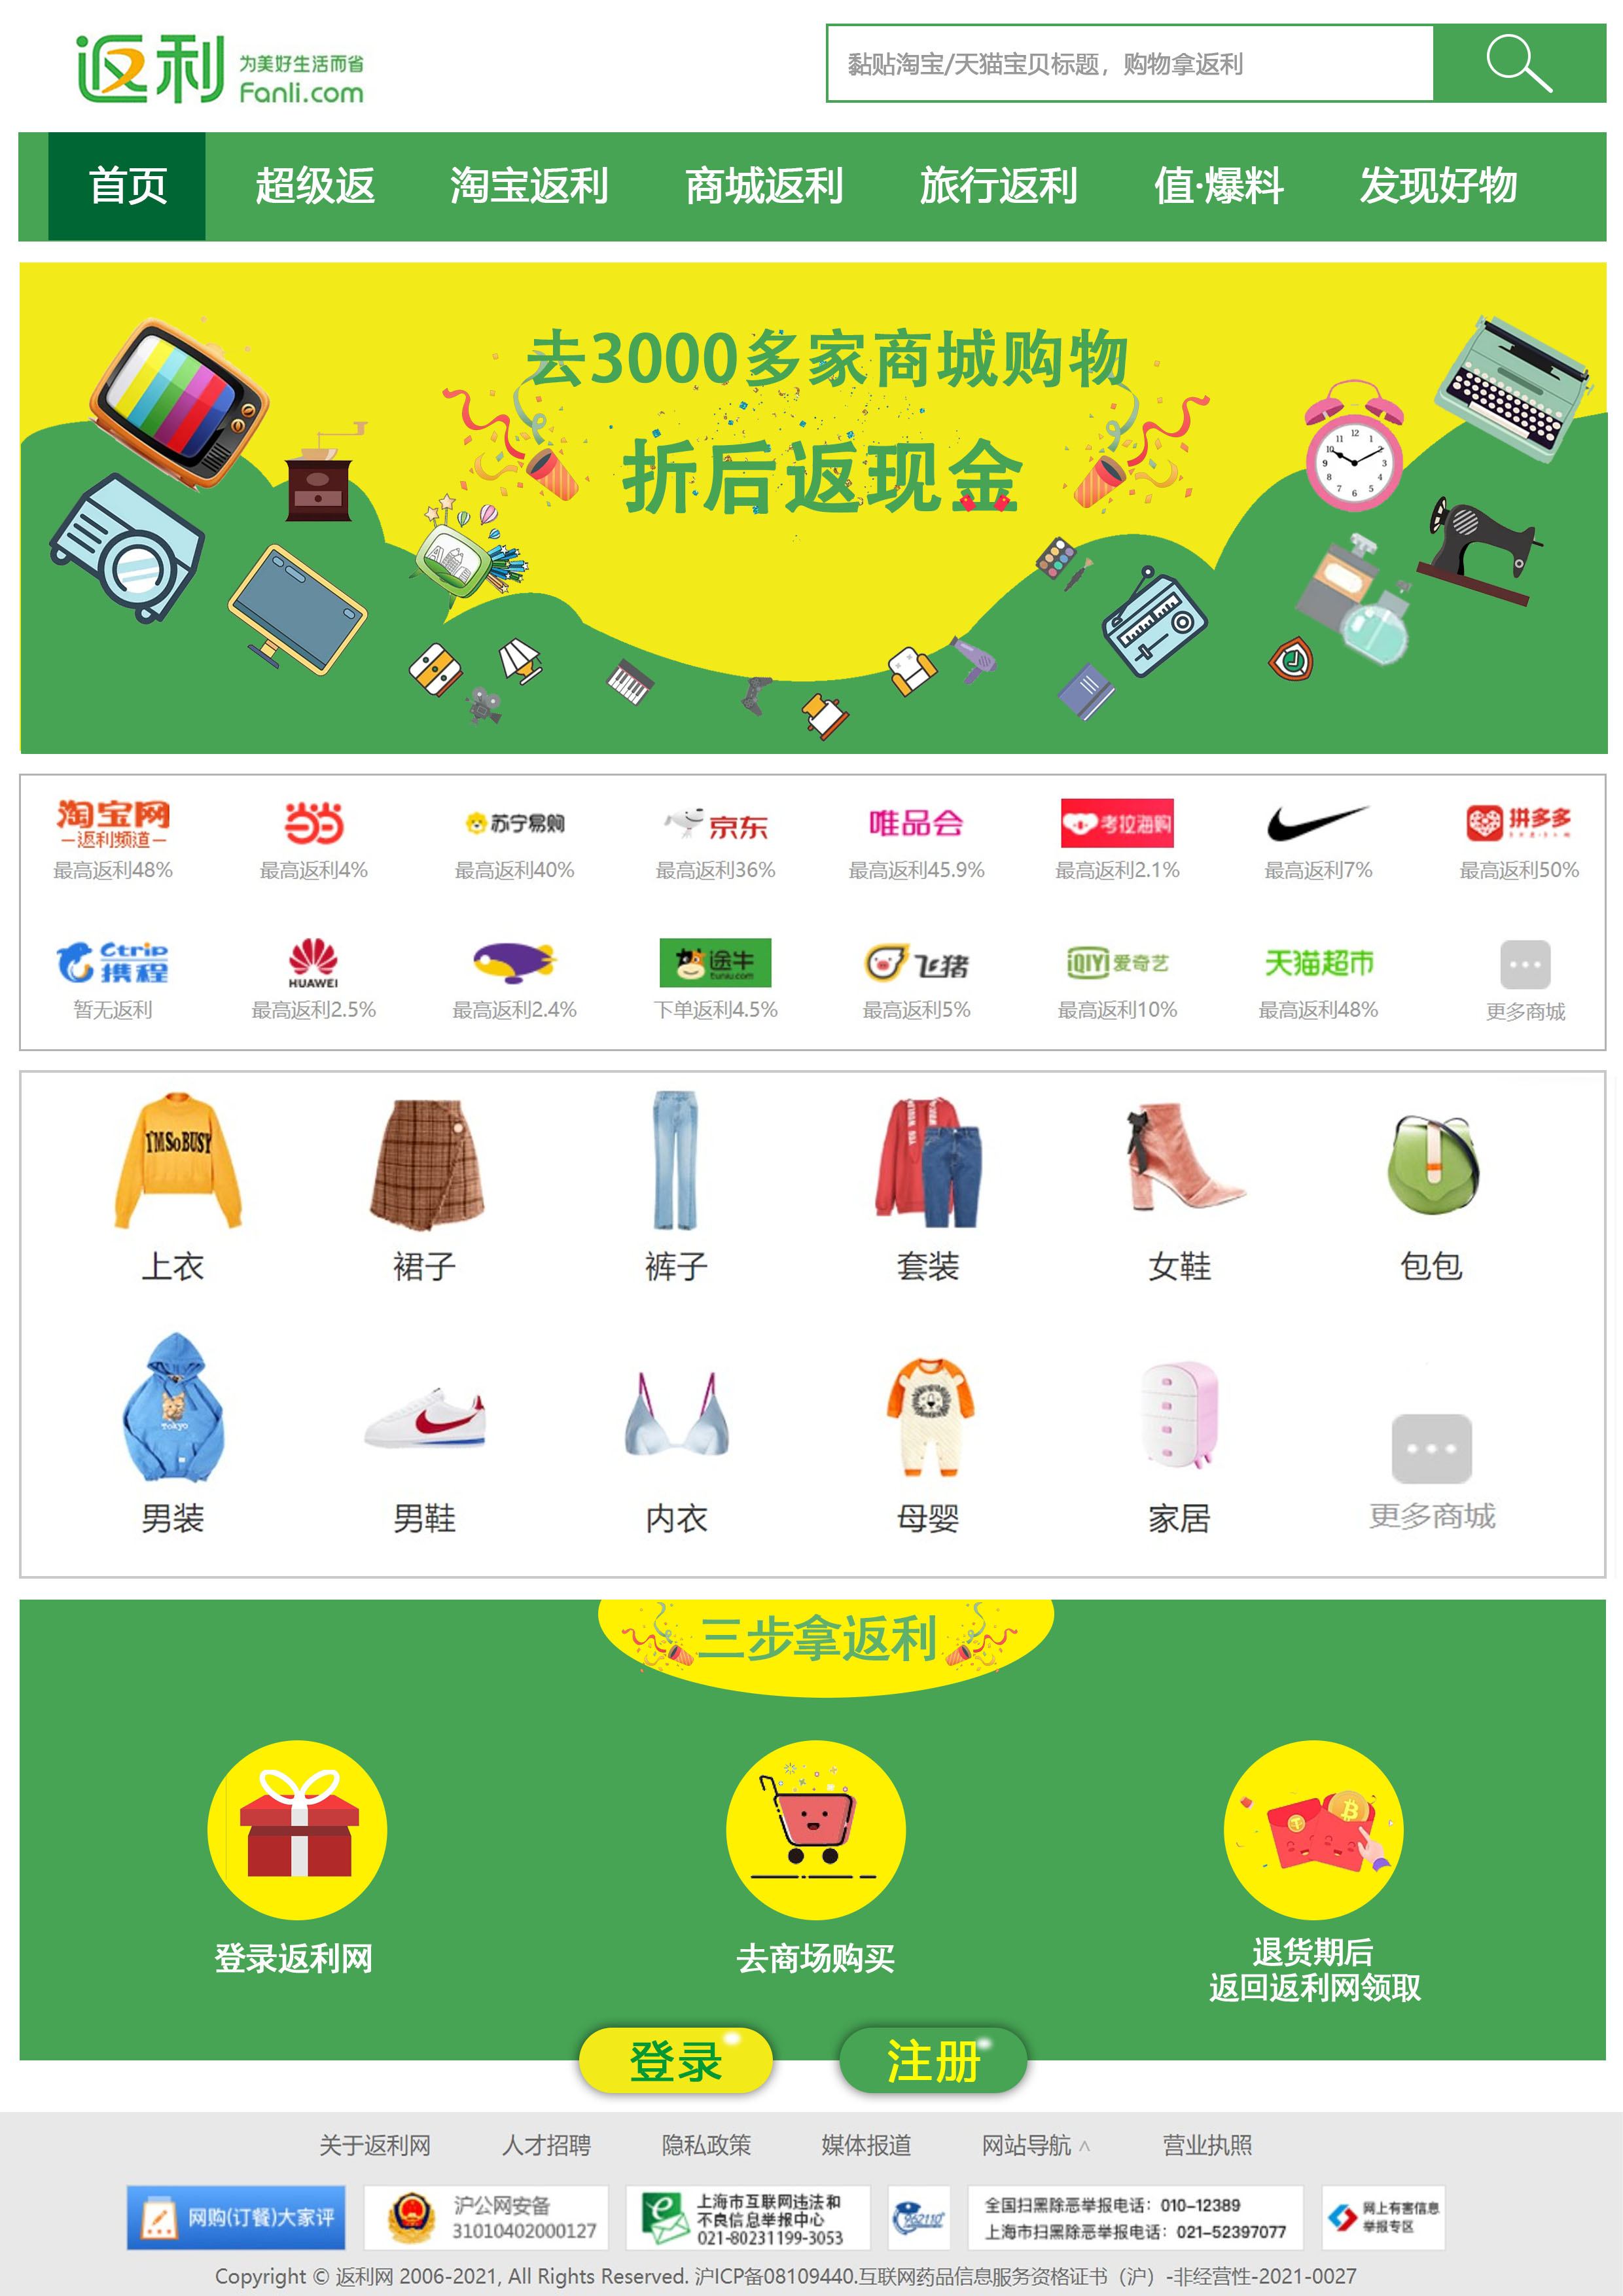 返利 为美好生活而省
Fanli.com
黏贴淘宝/天猫宝贝标题，购物拿返利
首页 超级返 淘宝返利 商城返利 旅行返利 值·爆料 发现好物
去3000多家商城购物
折后返现金
淘宝网 当当 苏宁易购 京东 唯品会 考拉海购 拼多多
返利频道
最高返利48% 最高返利4% 最高返利40% 最高返利36% 最高返利45.9% 最高返利2.1% 最高返利7% 最高返利50%
Ctrip 携程 HUAWEI 途牛 tuniu.com 飞猪 iQIYI 爱奇艺 天猫超市
暂无返利 最高返利2.5% 最高返利2.4% 下单返利4.5% 最高返利5% 最高返利10% 最高返利48% 更多商城
I'M SO BUSY
上衣 裙子 裤子 套装 女鞋 包包
Tokyo
男装 男鞋 内衣 母婴 家居 更多商城
三步拿返利
登录返利网 去商场购买 退货期后
返回返利网领取
登录 注册
关于返利网 人才招聘 隐私政策 媒体报道 网站导航 ∧ 营业执照
网购(订餐)大家评
沪公网安备
31010402000127
上海市互联网违法和
不良信息举报中心
021-80231199-3053
962110
全国扫黑除恶举报电话：010-12389
上海市扫黑除恶举报电话：021-52397077
网上有害信息
举报专区
Copyright © 返利网 2006-2021, All Rights Reserved. 沪ICP备08109440.互联网药品信息服务资格证书（沪）-非经营性-2021-0027